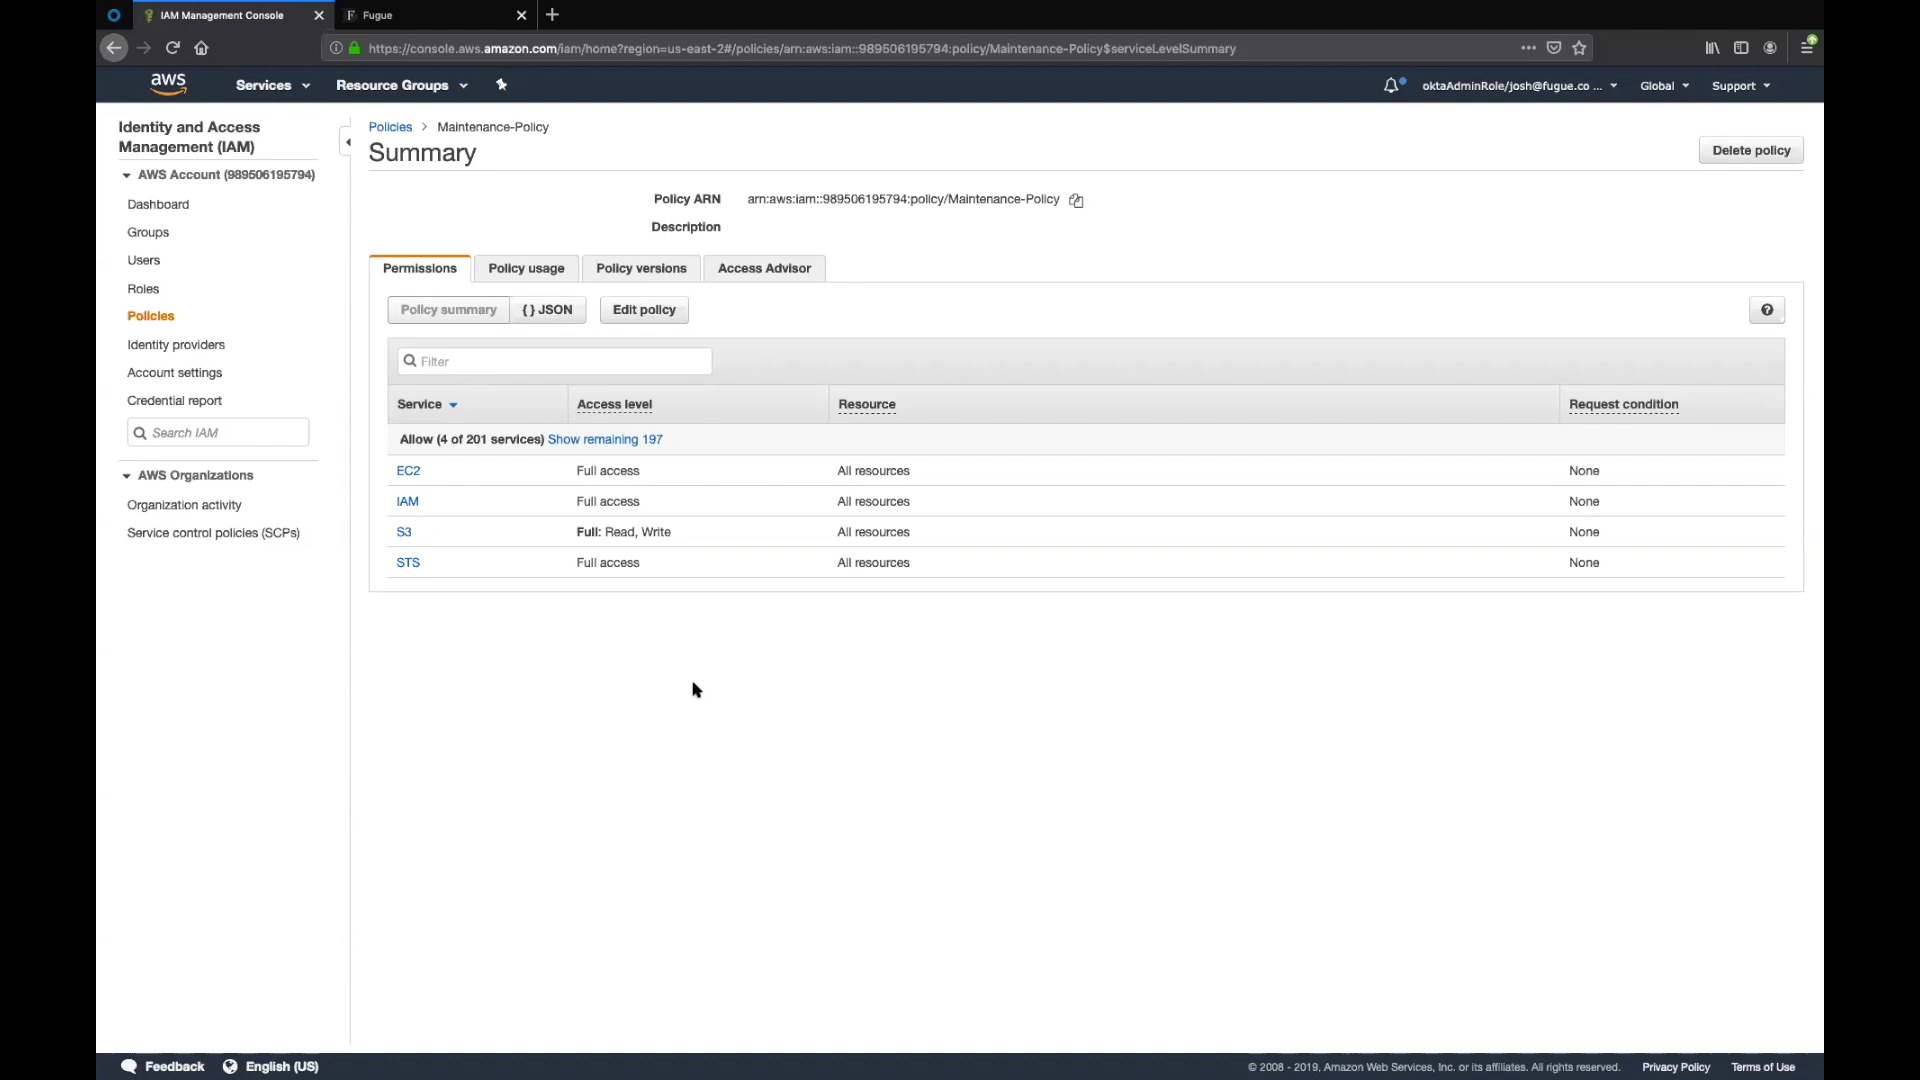 IAM Management Console
Fugue
https://console.aws.amazon.com/iam/home?region=us-east-2#/policies/arn:aws:iam::989506195794:policy/Maintenance-Policy$serviceLevelSummary
aws Services Resource Groups oktaAdminRole/josh@fugue.co ... Global Support
Identity and Access
Management (IAM)
AWS Account (989506195794)
Dashboard
Groups
Users
Roles
Policies
Identity providers
Account settings
Credential report
Search IAM
AWS Organizations
Organization activity
Service control policies (SCPs)
Policies > Maintenance-Policy
Summary
Delete policy
Policy ARN arn:aws:iam::989506195794:policy/Maintenance-Policy
Description
Permissions Policy usage Policy versions Access Advisor
Policy summary { } JSON Edit policy
Filter
Service Access level Resource Request condition
Allow (4 of 201 services) Show remaining 197
EC2 Full access All resources None
IAM Full access All resources None
S3 Full: Read, Write All resources None
STS Full access All resources None
Feedback English (US) © 2008 - 2019, Amazon Web Services, Inc. or its affiliates. All rights reserved. Privacy Policy Terms of Use